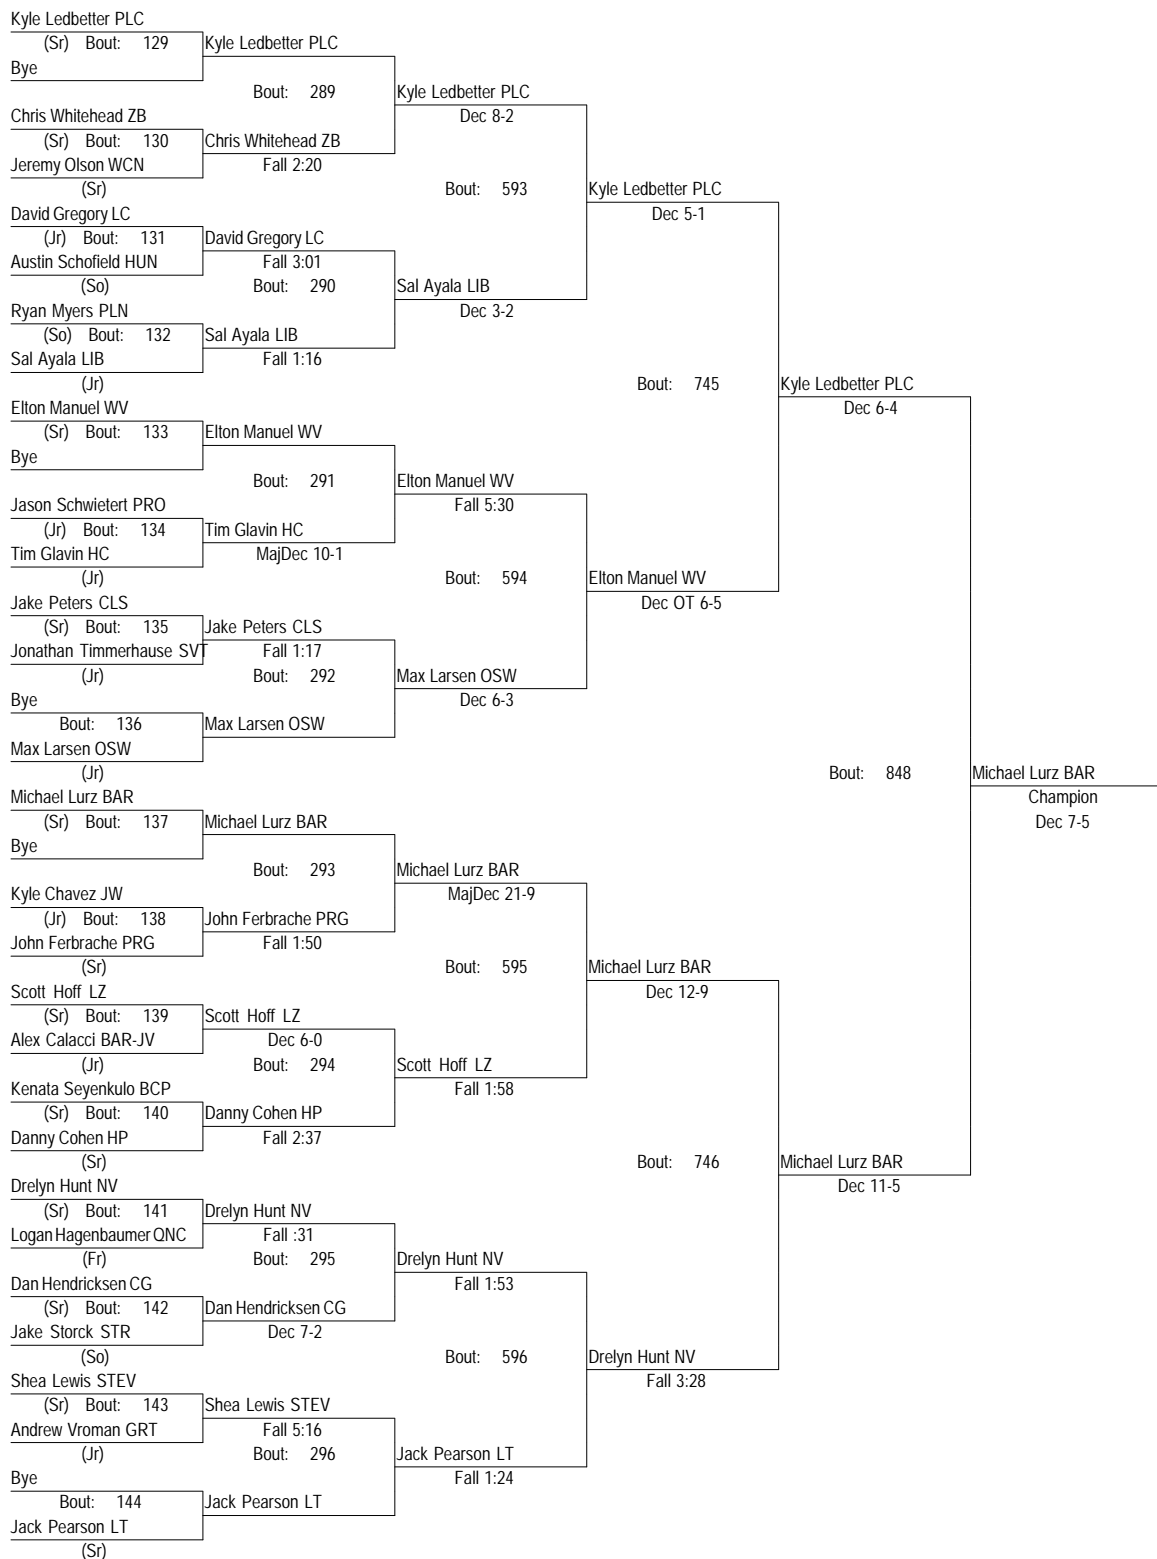 Kyle Ledbetter PLC
(Sr) Bout: 129 Kyle Ledbetter PLC
Bye
Bout: 289 Kyle Ledbetter PLC
Chris Whitehead ZB Dec 8-2
(Sr) Bout: 130 Chris Whitehead ZB
Jeremy Olson WCN Fall 2:20
(Sr) Bout: 593 Kyle Ledbetter PLC
David Gregory LC Dec 5-1
(Jr) Bout: 131 David Gregory LC
Austin Schofield HUN Fall 3:01
(So) Bout: 290 Sal Ayala LIB
Ryan Myers PLN Dec 3-2
(So) Bout: 132 Sal Ayala LIB
Sal Ayala LIB Fall 1:16
(Jr) Bout: 745 Kyle Ledbetter PLC
Elton Manuel WV Dec 6-4
(Sr) Bout: 133 Elton Manuel WV
Bye
Bout: 291 Elton Manuel WV
Jason Schwietert PRO Fall 5:30
(Jr) Bout: 134 Tim Glavin HC
Tim Glavin HC MajDec 10-1
(Jr) Bout: 594 Elton Manuel WV
Jake Peters CLS Dec OT 6-5
(Sr) Bout: 135 Jake Peters CLS
Jonathan Timmerhause SVT Fall 1:17
(Jr) Bout: 292 Max Larsen OSW
Bye Dec 6-3
Bout: 136 Max Larsen OSW
Max Larsen OSW
(Jr) Bout: 848 Michael Lurz BAR
Michael Lurz BAR Champion
(Sr) Bout: 137 Michael Lurz BAR Dec 7-5
Bye
Bout: 293 Michael Lurz BAR
Kyle Chavez JW MajDec 21-9
(Jr) Bout: 138 John Ferbrache PRG
John Ferbrache PRG Fall 1:50
(Sr) Bout: 595 Michael Lurz BAR
Scott Hoff LZ Dec 12-9
(Sr) Bout: 139 Scott Hoff LZ
Alex Calacci BAR-JV Dec 6-0
(Jr) Bout: 294 Scott Hoff LZ
Kenata Seyenkulo BCP Fall 1:58
(Sr) Bout: 140 Danny Cohen HP
Danny Cohen HP Fall 2:37
(Sr) Bout: 746 Michael Lurz BAR
Drelyn Hunt NV Dec 11-5
(Sr) Bout: 141 Drelyn Hunt NV
Logan Hagenbaumer QNC Fall :31
(Fr) Bout: 295 Drelyn Hunt NV
Dan Hendricksen CG Fall 1:53
(Sr) Bout: 142 Dan Hendricksen CG
Jake Storck STR Dec 7-2
(So) Bout: 596 Drelyn Hunt NV
Shea Lewis STEV Fall 3:28
(Sr) Bout: 143 Shea Lewis STEV
Andrew Vroman GRT Fall 5:16
(Jr) Bout: 296 Jack Pearson LT
Bye Fall 1:24
Bout: 144 Jack Pearson LT
Jack Pearson LT
(Sr)